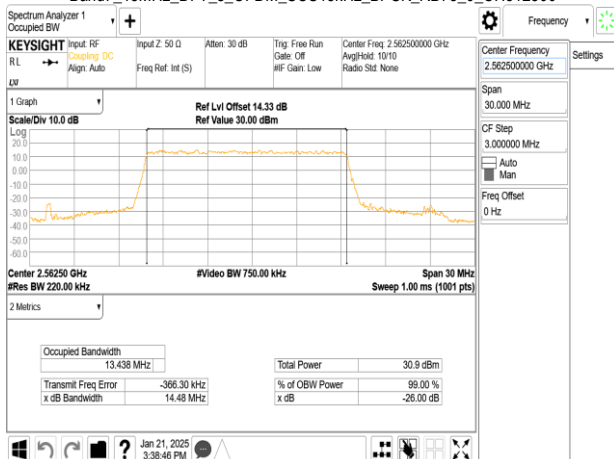 Spectrum Analyzer 1
Occupied BW
Frequency
KEYSIGHT
Input: RF
Coupling: DC
Align: Auto
Input Z: 50 Ω
Freq Ref: Int (S)
Atten: 30 dB
Trig: Free Run
Gate: Off
#IF Gain: Low
Center Freq: 2.562500000 GHz
Avg|Hold: 10/10
Radio Std: None
RL
Center Frequency
2.562500000 GHz
Settings
Span
30.000 MHz
CF Step
3.000000 MHz
Auto
Man
Freq Offset
0 Hz
1 Graph
Scale/Div 10.0 dB
Ref Lvl Offset 14.33 dB
Ref Value 30.00 dBm
Log
20.0
10.0
0.00
-10.0
-20.0
-30.0
-40.0
-50.0
-60.0
Center 2.56250 GHz
#Video BW 750.00 kHz
Span 30 MHz
#Res BW 220.00 kHz
Sweep 1.00 ms (1001 pts)
2 Metrics
Occupied Bandwidth
13.438 MHz
Total Power 30.9 dBm
Transmit Freq Error -366.30 kHz
% of OBW Power 99.00 %
x dB Bandwidth 14.48 MHz
x dB -26.00 dB
Jan 21, 2025
3:38:46 PM